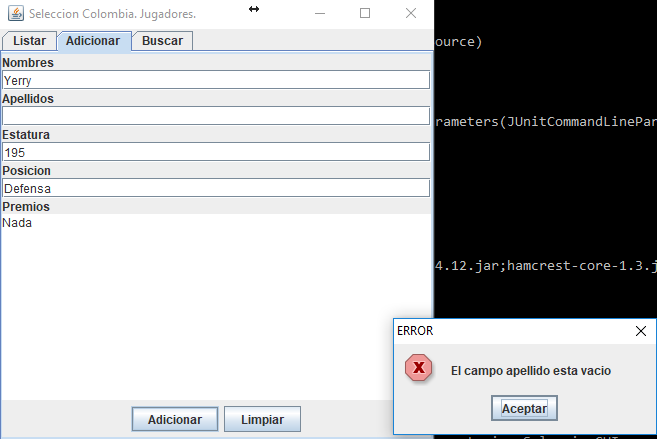 Seleccion Colombia. Jugadores.
Listar Adicionar Buscar
Nombres
Yerry
Apellidos
Estatura
195
Posicion
Defensa
Premios
Nada
Adicionar Limpiar
ource)
rameters(JUnitCommandLinePar
4.12.jar;hamcrest-core-1.3.j
ERROR
El campo apellido esta vacio
Aceptar